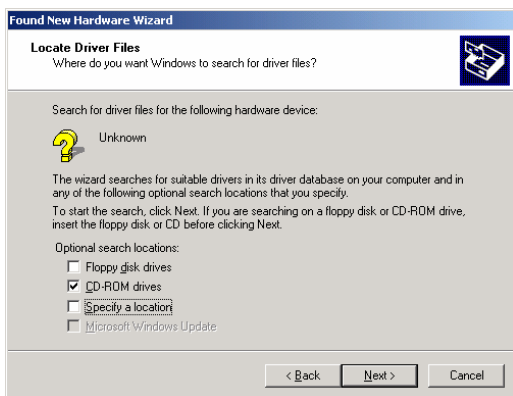 Found New Hardware Wizard
Locate Driver Files
Where do you want Windows to search for driver files?
Search for driver files for the following hardware device:
Unknown
The wizard searches for suitable drivers in its driver database on your computer and in
any of the following optional search locations that you specify.
To start the search, click Next. If you are searching on a floppy disk or CD-ROM drive,
insert the floppy disk or CD before clicking Next.
Optional search locations:
Floppy disk drives
CD-ROM drives
Specify a location
Microsoft Windows Update
< Back Next > Cancel